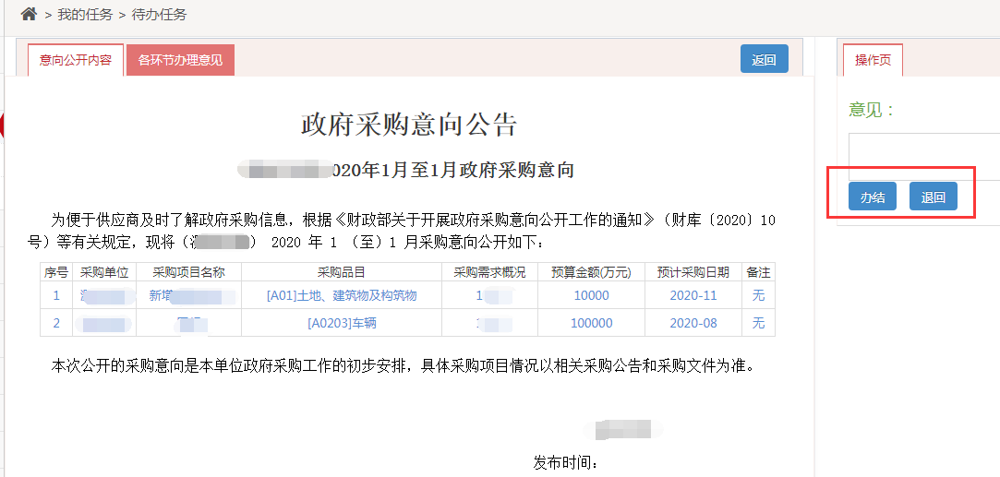 > 我的任务 > 待办任务
意向公开内容 各环节办理意见 返回
操作页
意见：
办结 退回
政府采购意向公告
020年1月至1月政府采购意向
为便于供应商及时了解政府采购信息，根据《财政部关于开展政府采购意向公开工作的通知》（财库〔2020〕10
号）等有关规定，现将（ ） 2020 年 1 （至）1 月采购意向公开如下：
序号 采购单位 采购项目名称 采购品目 采购需求概况 预算金额(万元) 预计采购日期 备注
1 新增 [A01]土地、建筑物及构筑物 1 10000 2020-11 无
2 [A0203]车辆 100000 2020-08 无
本次公开的采购意向是本单位政府采购工作的初步安排，具体采购项目情况以相关采购公告和采购文件为准。
发布时间：